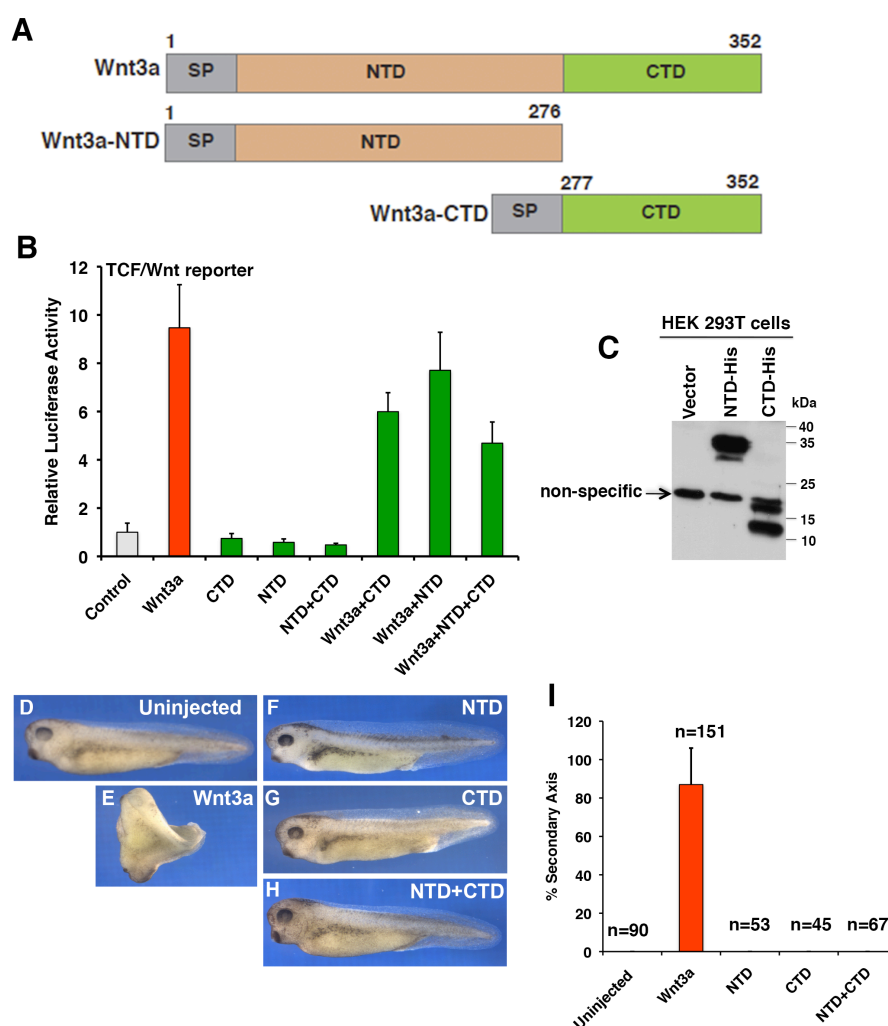 A
1 352
Wnt3a SP NTD CTD
1 276
Wnt3a-NTD SP NTD
277 352
Wnt3a-CTD SP CTD
B
TCF/Wnt reporter
Relative Luciferase Activity
12
10
8
6
4
2
0
Control
Wnt3a
CTD
NTD
NTD+CTD
Wnt3a+CTD
Wnt3a+NTD
Wnt3a+NTD+CTD
C
HEK 293T cells
Vector
NTD-His
CTD-His
kDa
40
35
25
15
10
non-specific
D Uninjected
E Wnt3a
F NTD
G CTD
H NTD+CTD
I
% Secondary Axis
120
100
80
60
40
20
0
n=90
n=151
n=53
n=45
n=67
Uninjected
Wnt3a
NTD
CTD
NTD+CTD